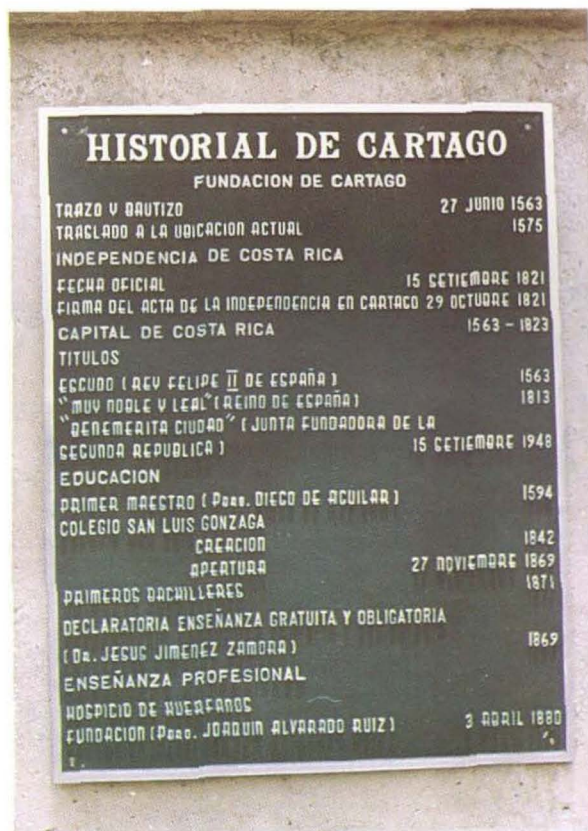 HISTORIAL DE CARTAGO
FUNDACION DE CARTAGO
TRAZO Y BAUTIZO 27 JUNIO 1563
TRASLADO A LA UBICACION ACTUAL 1575
INDEPENDENCIA DE COSTA RICA
FECHA OFICIAL 15 SETIEMBRE 1821
FIRMA DEL ACTA DE LA INDEPENDENCIA EN CARTAGO 29 OCTUBRE 1821
CAPITAL DE COSTA RICA 1563 - 1823
TITULOS
ESCUDO (REY FELIPE II DE ESPAÑA) 1563
"MUY NOBLE Y LEAL" (REINO DE ESPAÑA) 1813
"BENEMERITA CIUDAD" (JUNTA FUNDADORA DE LA
SEGUNDA REPUBLICA) 15 SETIEMBRE 1948
EDUCACION
PRIMER MAESTRO (PBRO. DIEGO DE AGUILAR) 1594
COLEGIO SAN LUIS GONZAGA
CREACION 1842
APERTURA 27 NOVIEMBRE 1869
PRIMEROS BACHILLERES 1871
DECLARATORIA ENSEÑANZA GRATUITA Y OBLIGATORIA
(DR. JESUS JIMENEZ ZAMORA) 1869
ENSEÑANZA PROFESIONAL
HOSPICIO DE HUERFANOS
FUNDACION (PBRO. JOAQUIN ALVARADO RUIZ) 3 ABRIL 1880